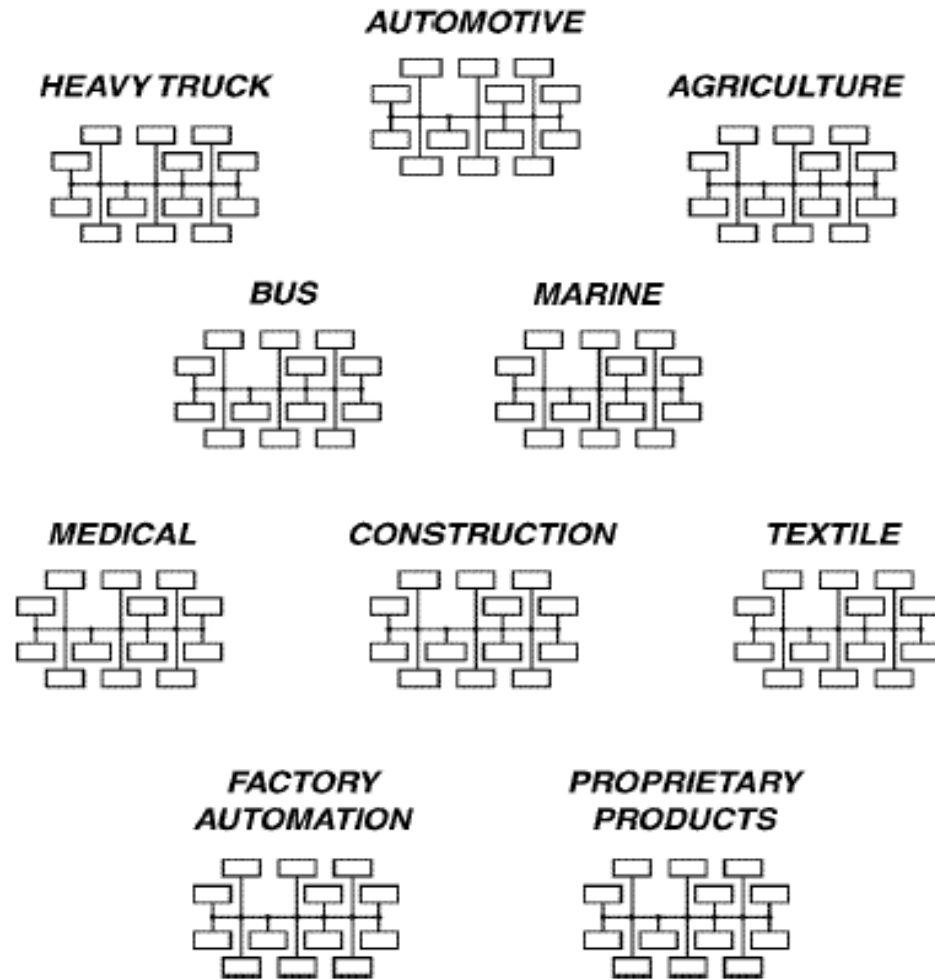 AUTOMOTIVE
HEAVY TRUCK
AGRICULTURE
BUS
MARINE
MEDICAL
CONSTRUCTION
TEXTILE
FACTORY
AUTOMATION
PROPRIETARY
PRODUCTS